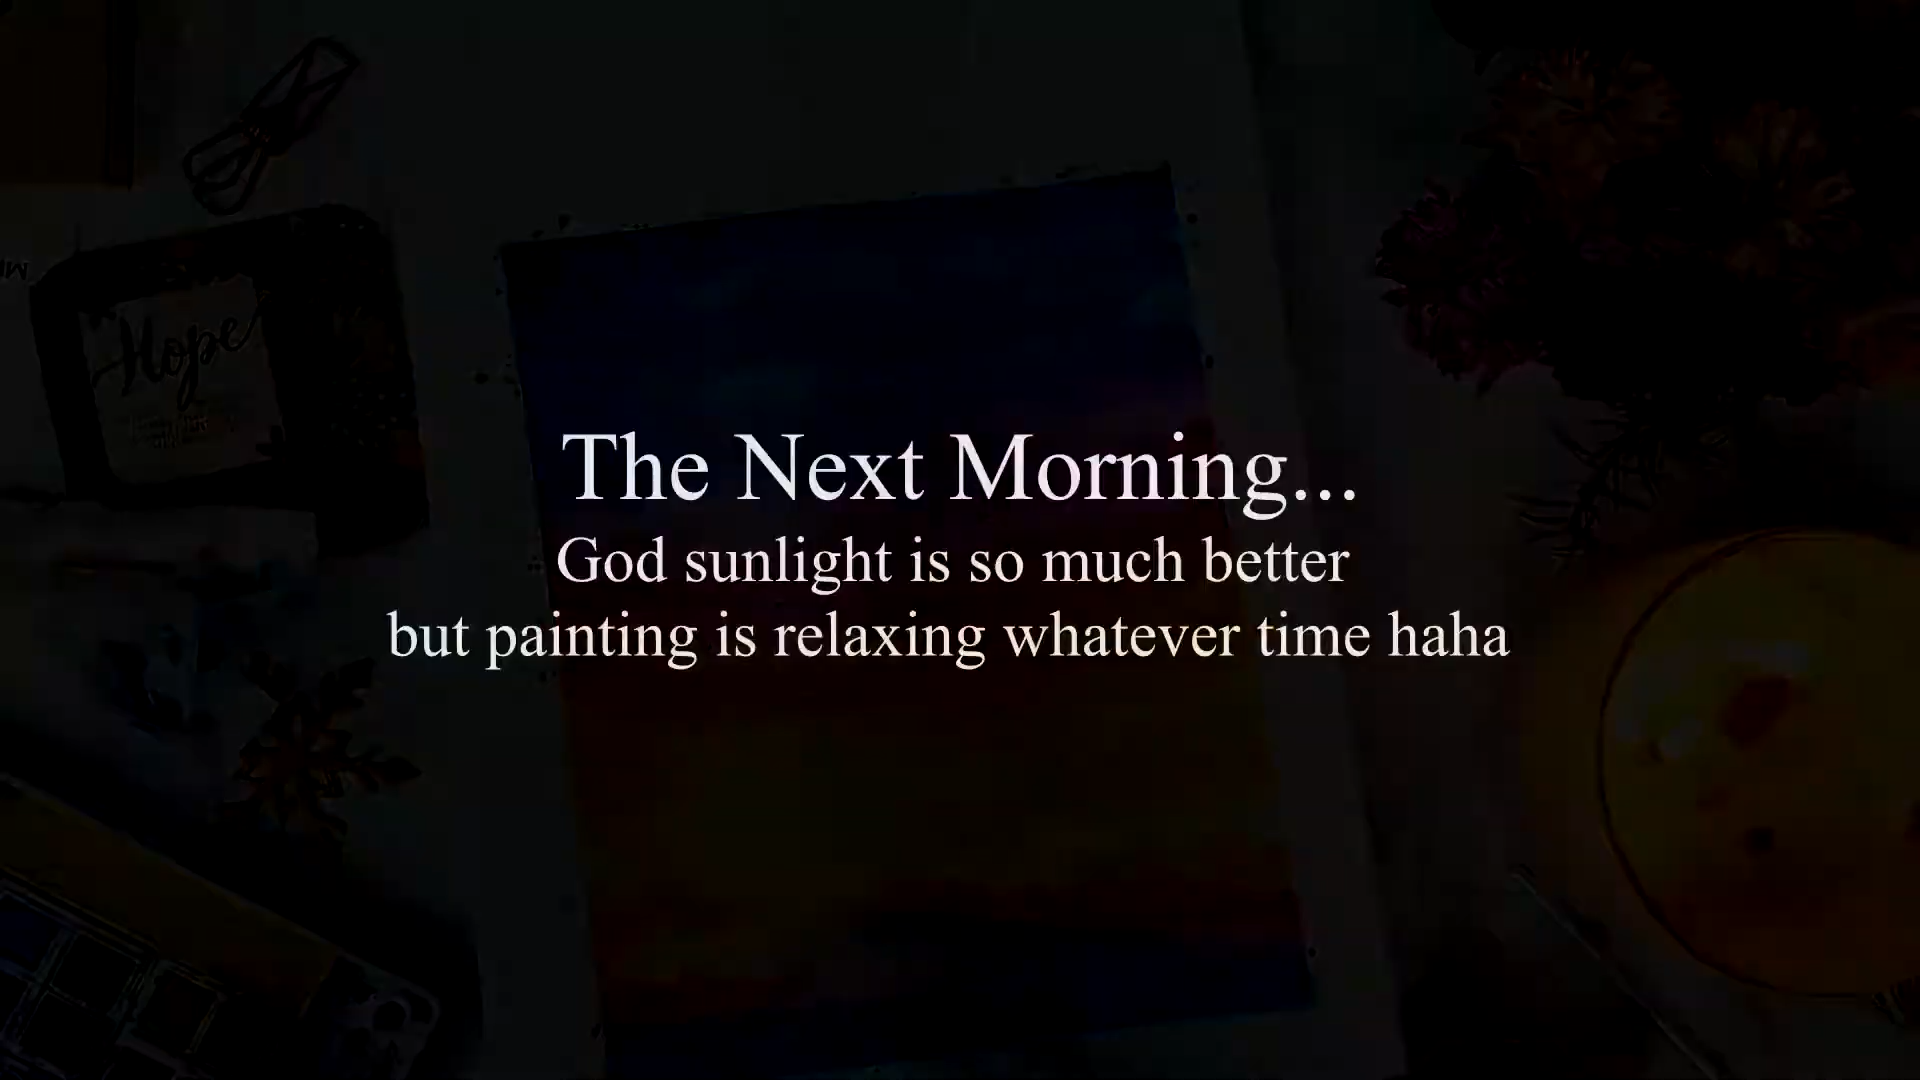 The Next Morning...
God sunlight is so much better
but painting is relaxing whatever time haha
Hope